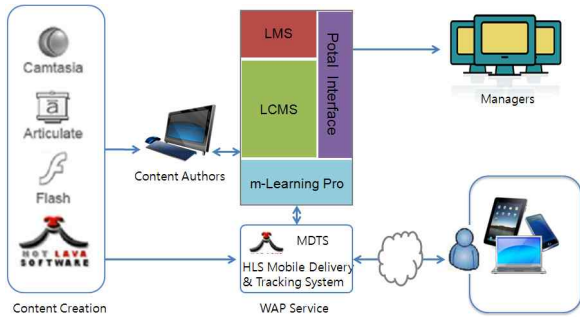 Camtasia
ā
Articulate
Flash
HOT LAVA
SOFTWARE
Content Creation
Content Authors
LMS
LCMS
Potal Interface
m-Learning Pro
MDTS
HLS Mobile Delivery
& Tracking System
WAP Service
Managers